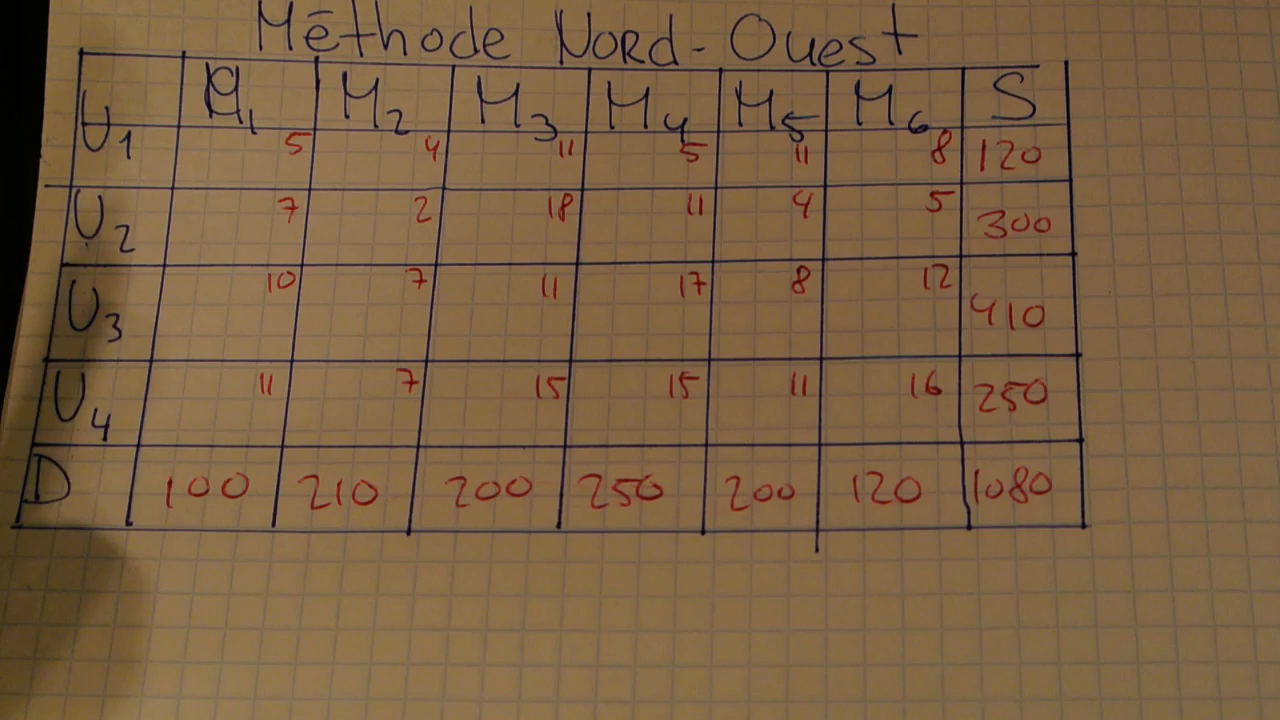 Méthode Nord-Ouest
M1 M2 M3 M4 M5 M6 S
U1 5 4 11 5 11 8 120
U2 7 2 18 11 4 5 300
U3 10 7 11 17 8 12 410
U4 11 7 15 15 11 16 250
D 100 210 200 250 200 120 1080